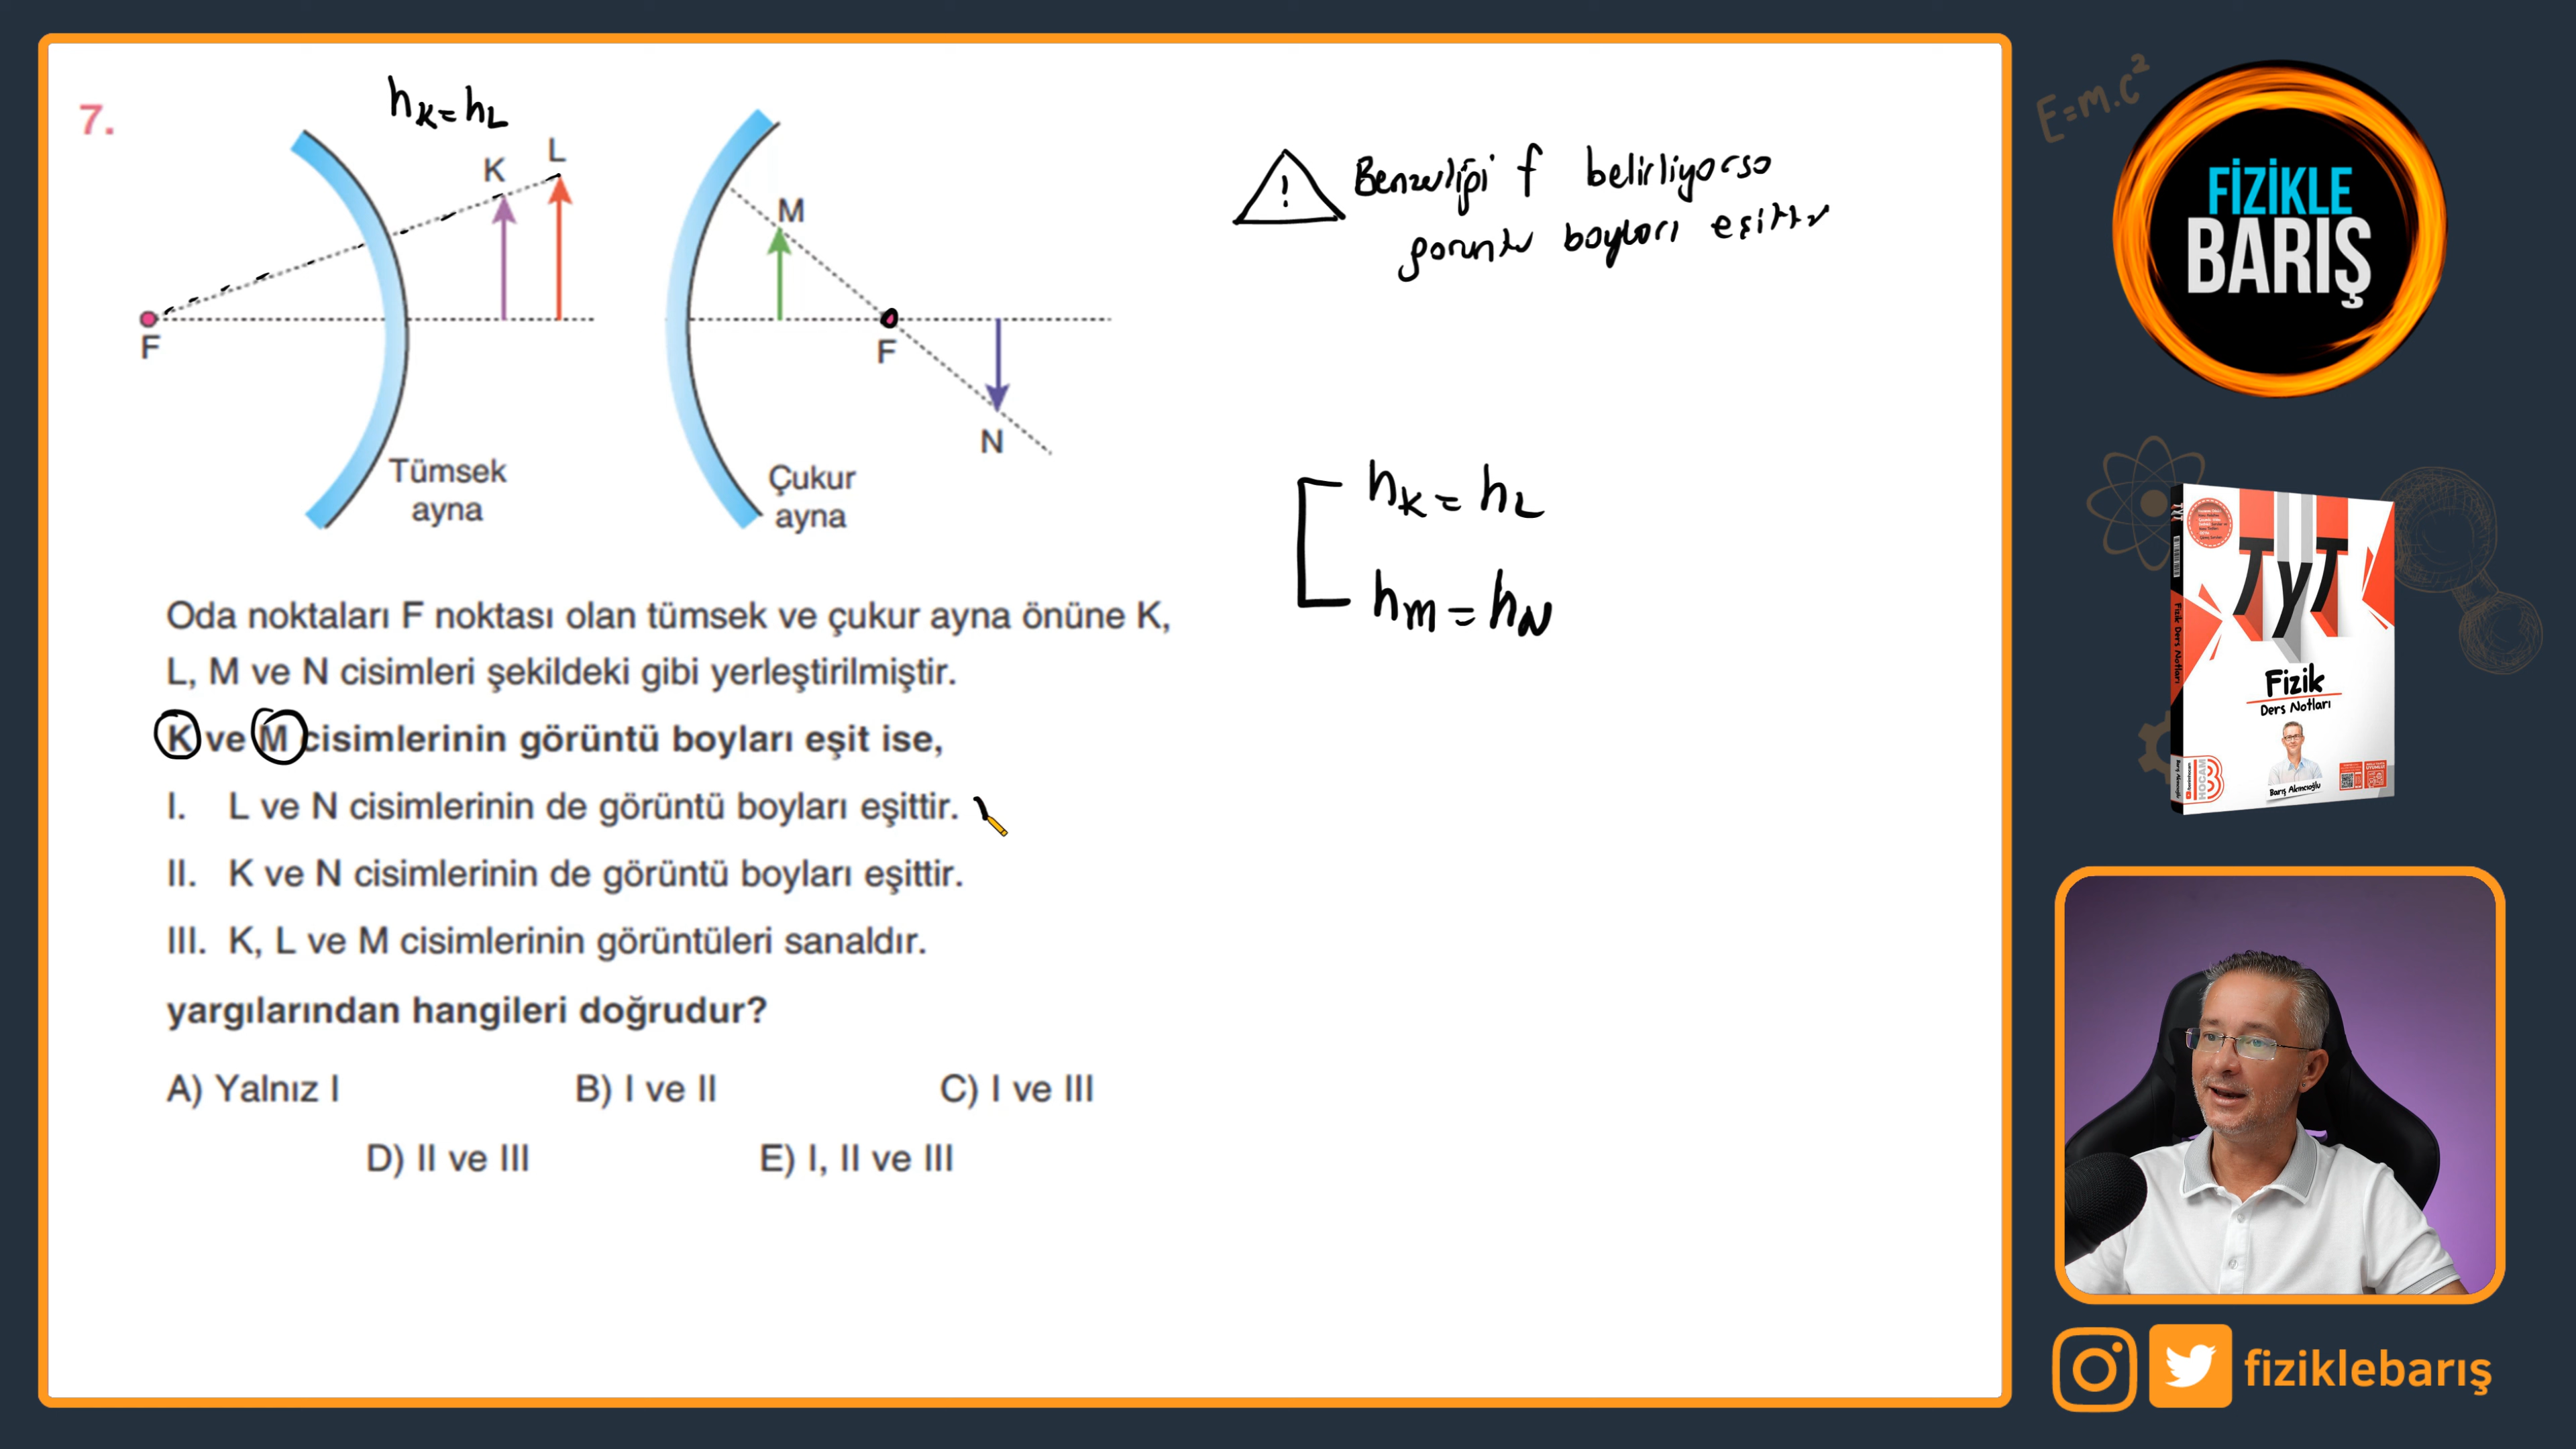 7.
hK = hL
K
L
F
Tümsek
ayna
M
F
N
Çukur
ayna
! Benzerliği f belirliyorsa
görüntü boyları eşittir
hK = hL
hM = hN
Oda noktaları F noktası olan tümsek ve çukur ayna önüne K,
L, M ve N cisimleri şekildeki gibi yerleştirilmiştir.
K ve M cisimlerinin görüntü boyları eşit ise,
I. L ve N cisimlerinin de görüntü boyları eşittir.
II. K ve N cisimlerinin de görüntü boyları eşittir.
III. K, L ve M cisimlerinin görüntüleri sanaldır.
yargılarından hangileri doğrudur?
A) Yalnız I
B) I ve II
C) I ve III
D) II ve III
E) I, II ve III
E=m.c²
FİZİKLE
BARIŞ
TYT
Fizik
Ders Notları
Barış Akıncıoğlu
Fizik Ders Notları
HOCAM
fiziklebarış